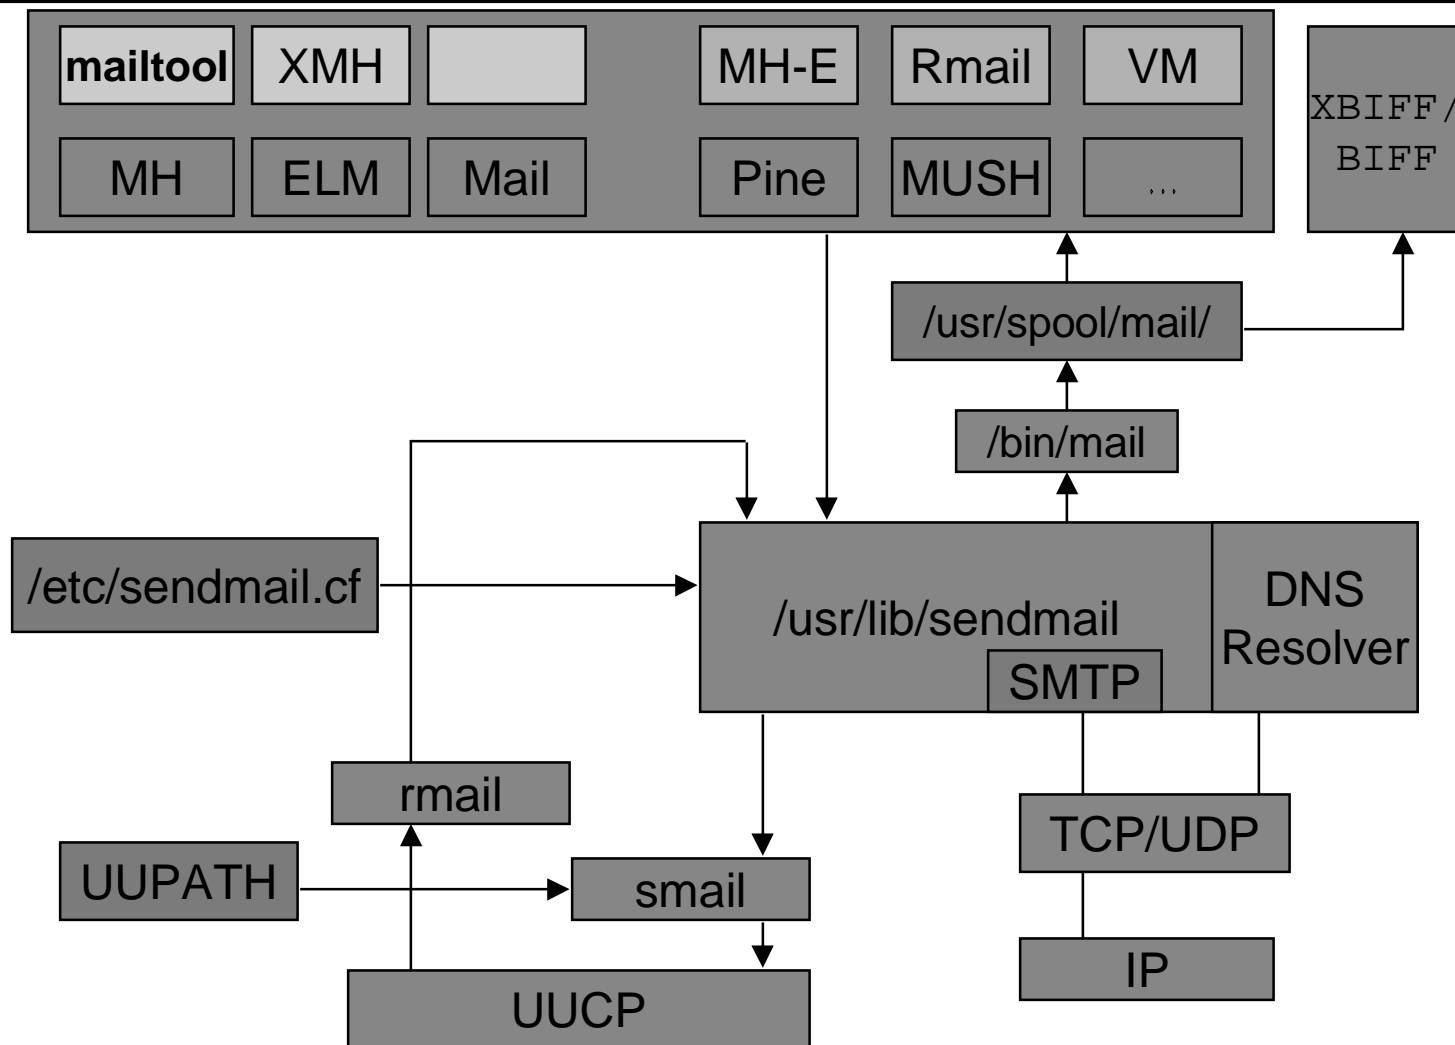 mailtool XMH MH-E Rmail VM
XBIFF/
BIFF
MH ELM Mail Pine MUSH ...
/usr/spool/mail/
/bin/mail
/etc/sendmail.cf
/usr/lib/sendmail
DNS
Resolver
SMTP
rmail
TCP/UDP
UUPATH
smail
IP
UUCP